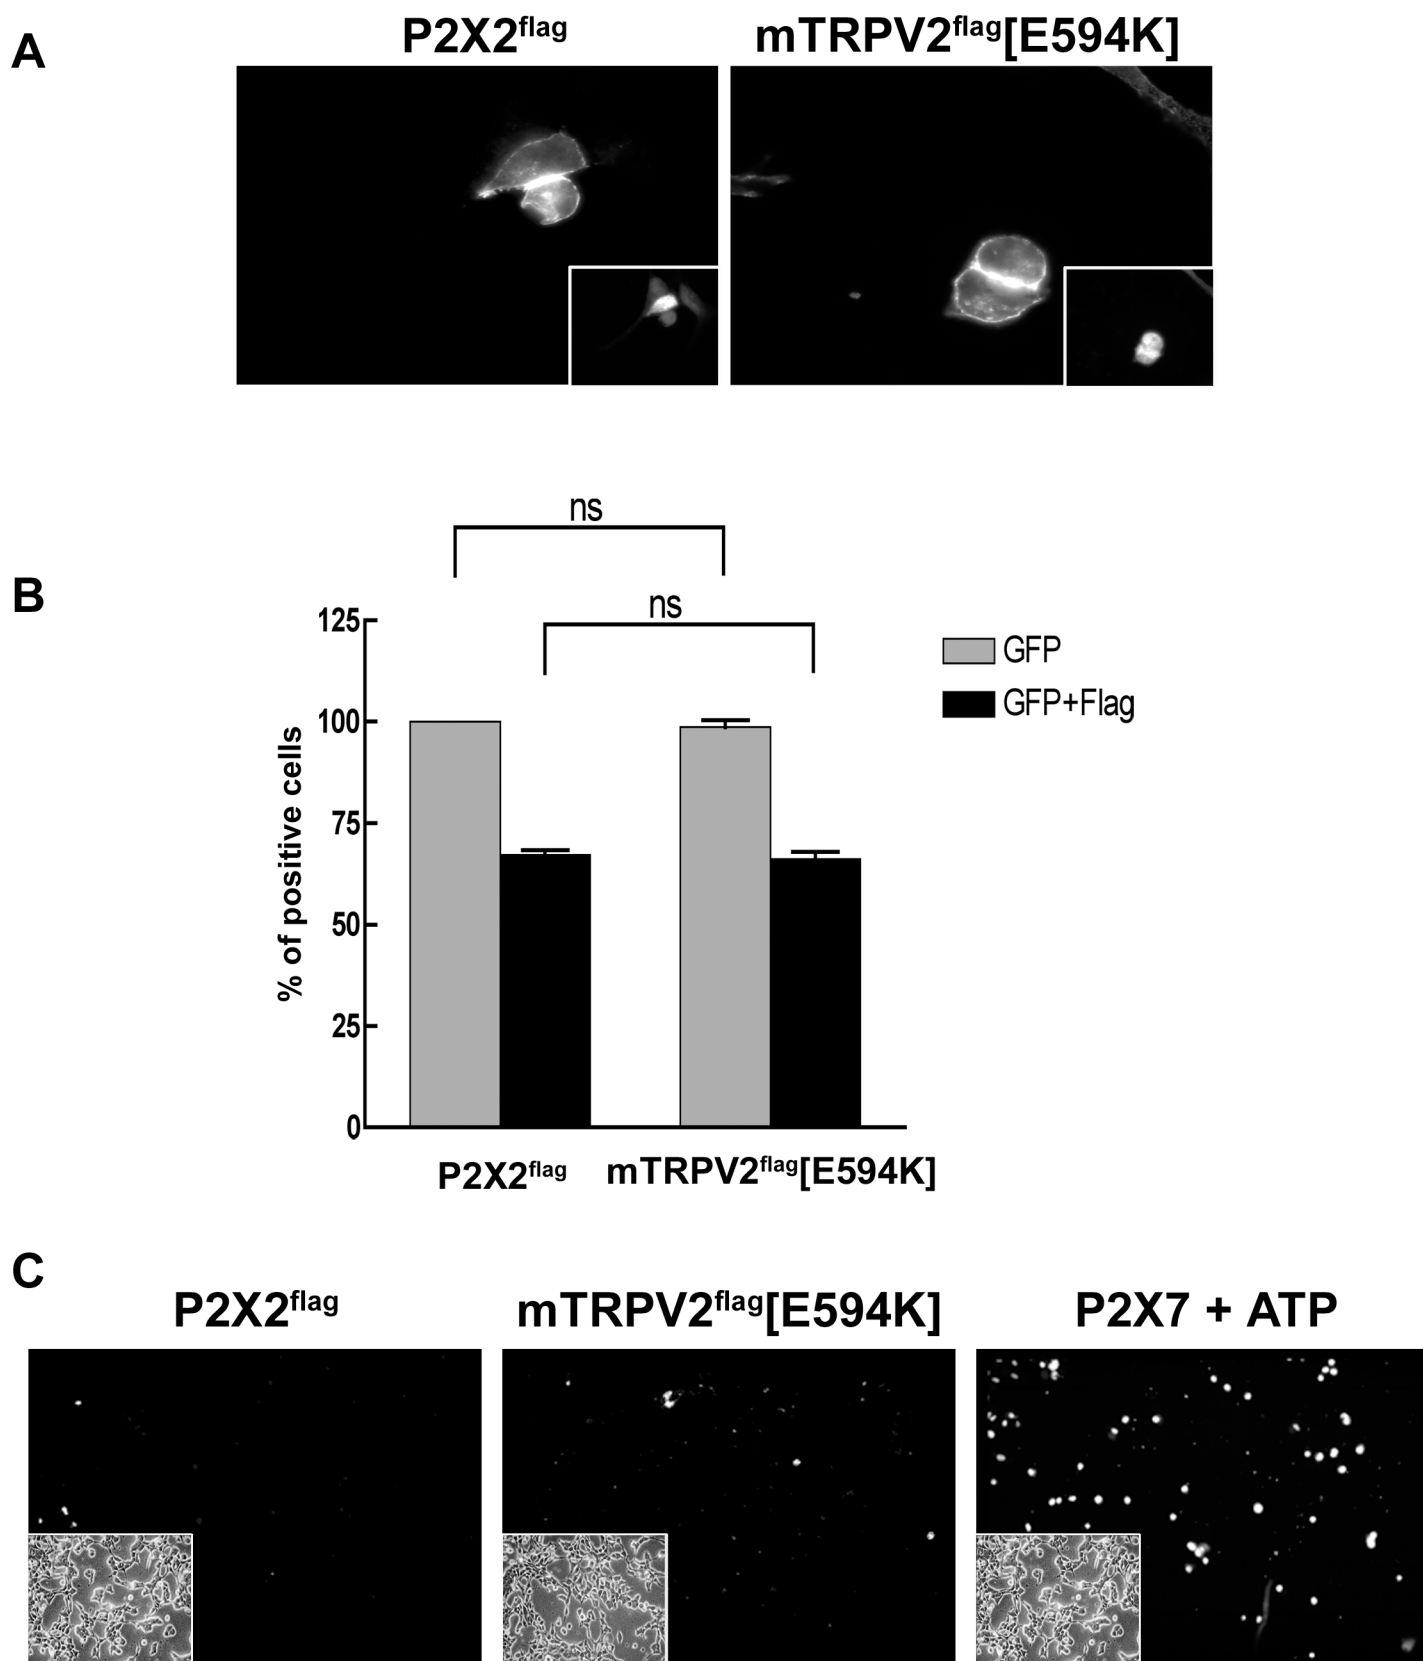 A
P2X2flag mTRPV2flag[E594K]
B
ns
ns
125
100
75
50
25
0
% of positive cells
GFP
GFP+Flag
P2X2flag mTRPV2flag[E594K]
C
P2X2flag mTRPV2flag[E594K] P2X7 + ATP